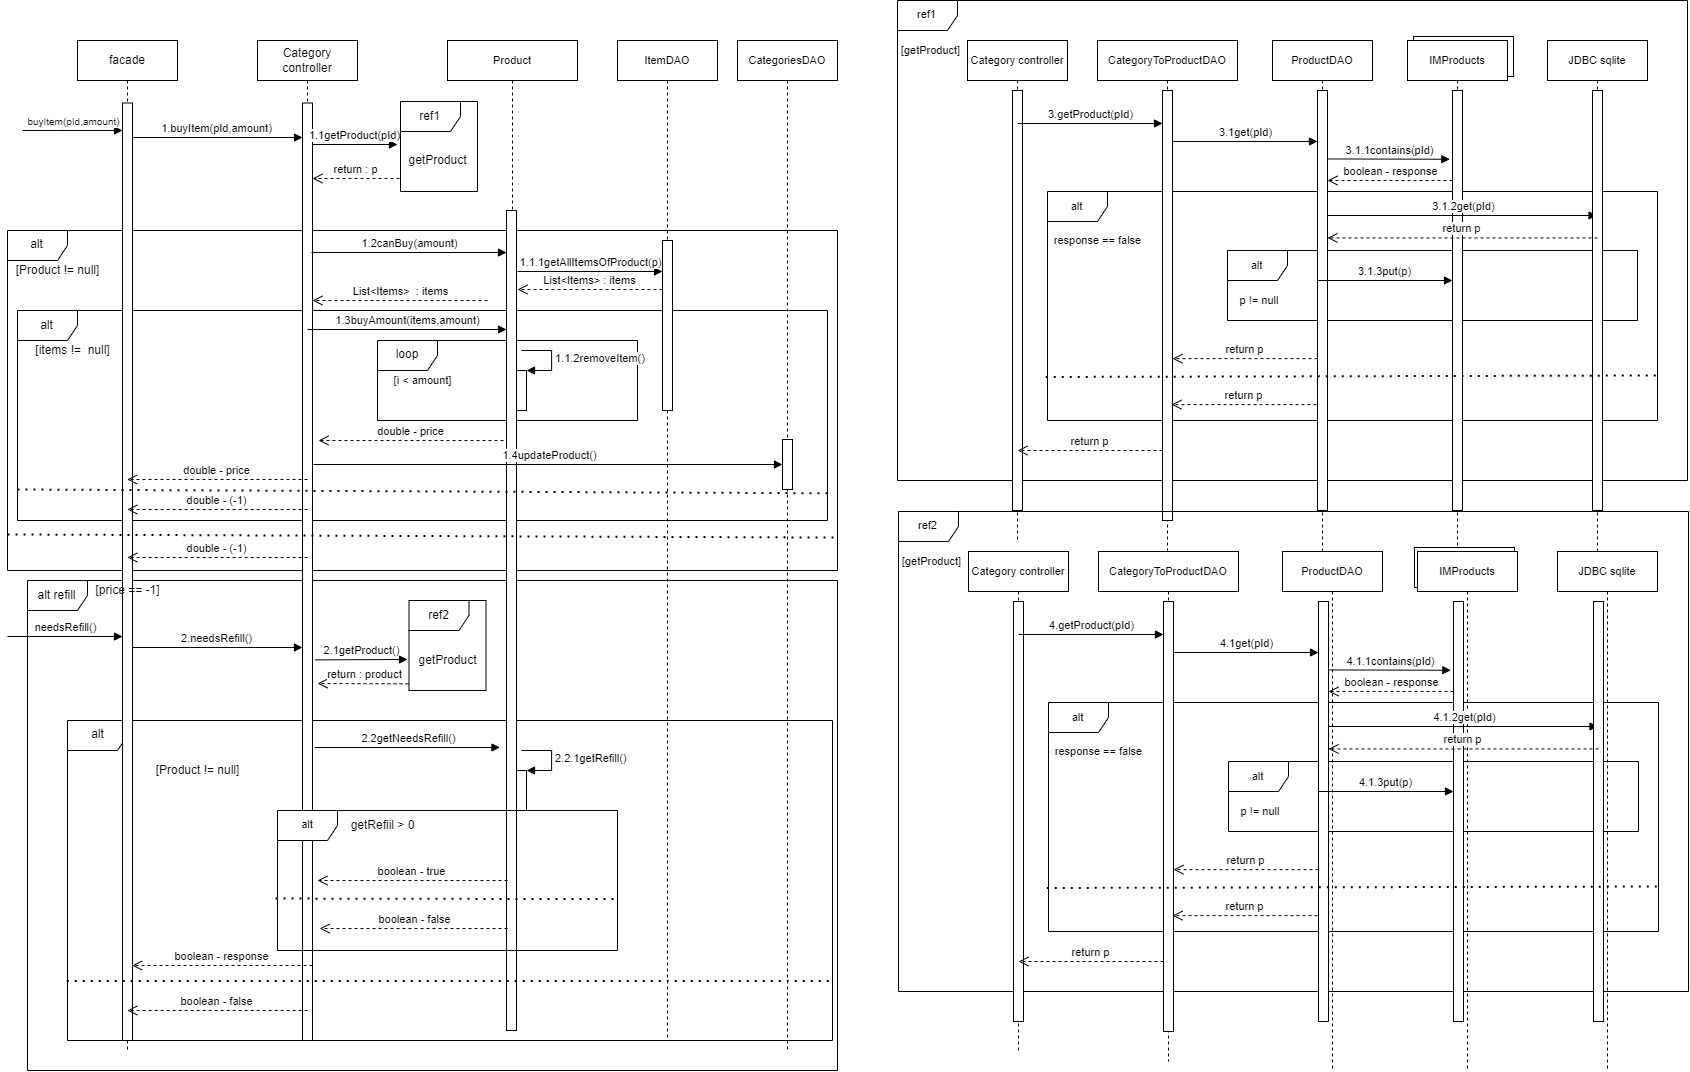 facade
Category
controller
Product
ItemDAO
CategoriesDAO
buyItem(pId,amount)
1.buyItem(pId,amount)
1.1getProduct(pId)
ref1
getProduct
return : p
alt
[Product != null]
1.2canBuy(amount)
1.1.1getAllItemsOfProduct(p)
List<Items> : items
List<Items>  : items
alt
[items !=  null]
1.3buyAmount(items,amount)
loop
[i < amount]
1.1.2removeItem()
double - price
1.4updateProduct()
double - price
double - (-1)
double - (-1)
alt refill
[price == -1]
needsRefill()
2.needsRefill()
2.1getProduct()
ref2
getProduct
return : product
alt
[Product != null]
2.2getNeedsRefill()
2.2.1getRefill()
alt
getRefiil > 0
boolean - true
boolean - false
boolean - response
boolean - false
ref1
[getProduct]
Category controller
CategoryToProductDAO
ProductDAO
IMProducts
JDBC sqlite
3.getProduct(pId)
3.1get(pId)
3.1.1contains(pId)
boolean - response
alt
response == false
3.1.2get(pId)
return p
alt
p != null
3.1.3put(p)
return p
return p
return p
ref2
[getProduct]
Category controller
CategoryToProductDAO
ProductDAO
IMProducts
JDBC sqlite
4.getProduct(pId)
4.1get(pId)
4.1.1contains(pId)
boolean - response
alt
response == false
4.1.2get(pId)
return p
alt
p != null
4.1.3put(p)
return p
return p
return p